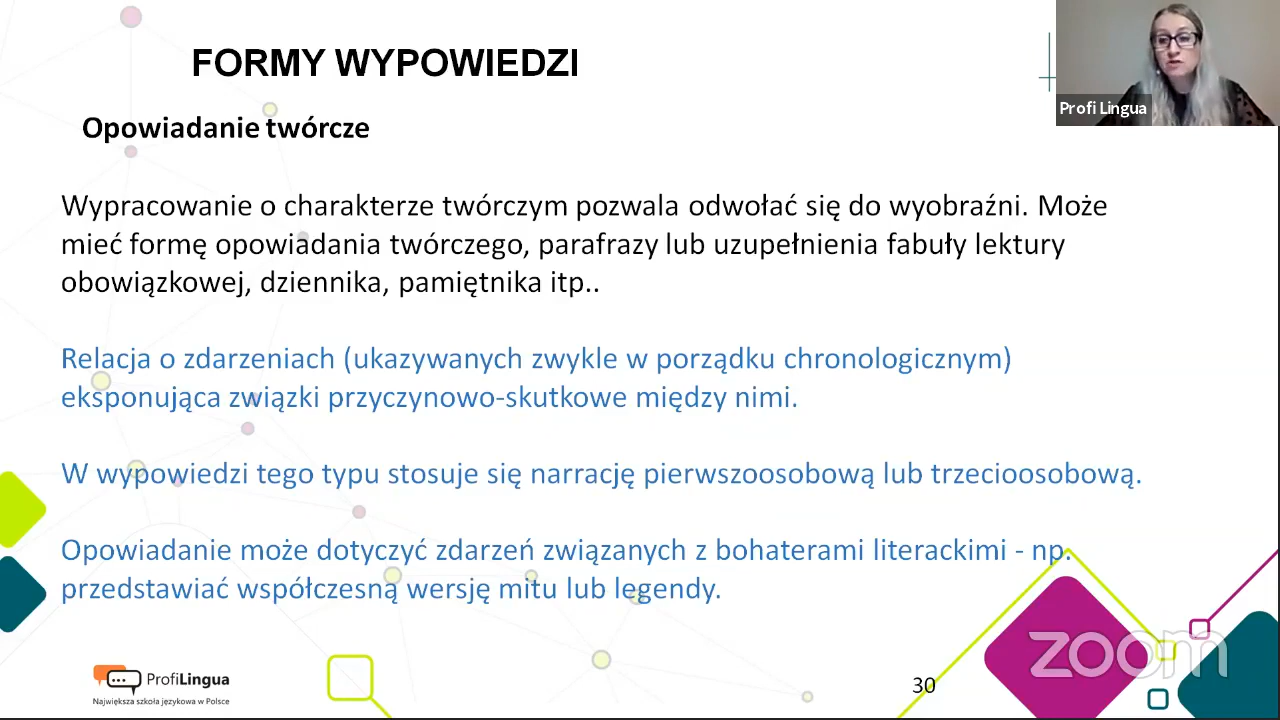 FORMY WYPOWIEDZI
Profi Lingua
Opowiadanie twórcze
Wypracowanie o charakterze twórczym pozwala odwołać się do wyobraźni. Może
mieć formę opowiadania twórczego, parafrazy lub uzupełnienia fabuły lektury
obowiązkowej, dziennika, pamiętnika itp..
Relacja o zdarzeniach (ukazywanych zwykle w porządku chronologicznym)
eksponująca związki przyczynowo-skutkowe między nimi.
W wypowiedzi tego typu stosuje się narrację pierwszoosobową lub trzecioosobową.
Opowiadanie może dotyczyć zdarzeń związanych z bohaterami literackimi - np.
przedstawiać współczesną wersję mitu lub legendy.
zoom
ProfiLingua
Największa szkoła językowa w Polsce
30